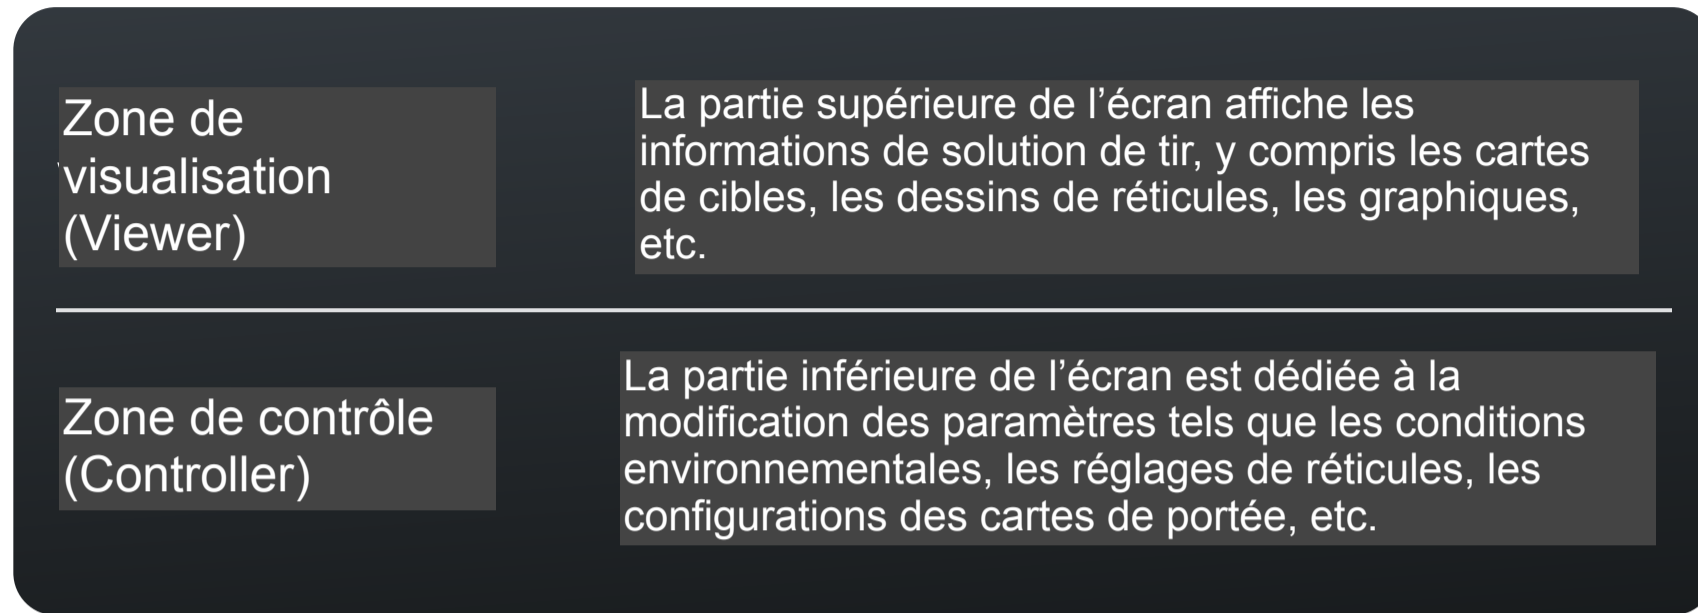 Zone de
visualisation
(Viewer)
La partie supérieure de l’écran affiche les
informations de solution de tir, y compris les cartes
de cibles, les dessins de réticules, les graphiques,
etc.
Zone de contrôle
(Controller)
La partie inférieure de l’écran est dédiée à la
modification des paramètres tels que les conditions
environnementales, les réglages de réticules, les
configurations des cartes de portée, etc.